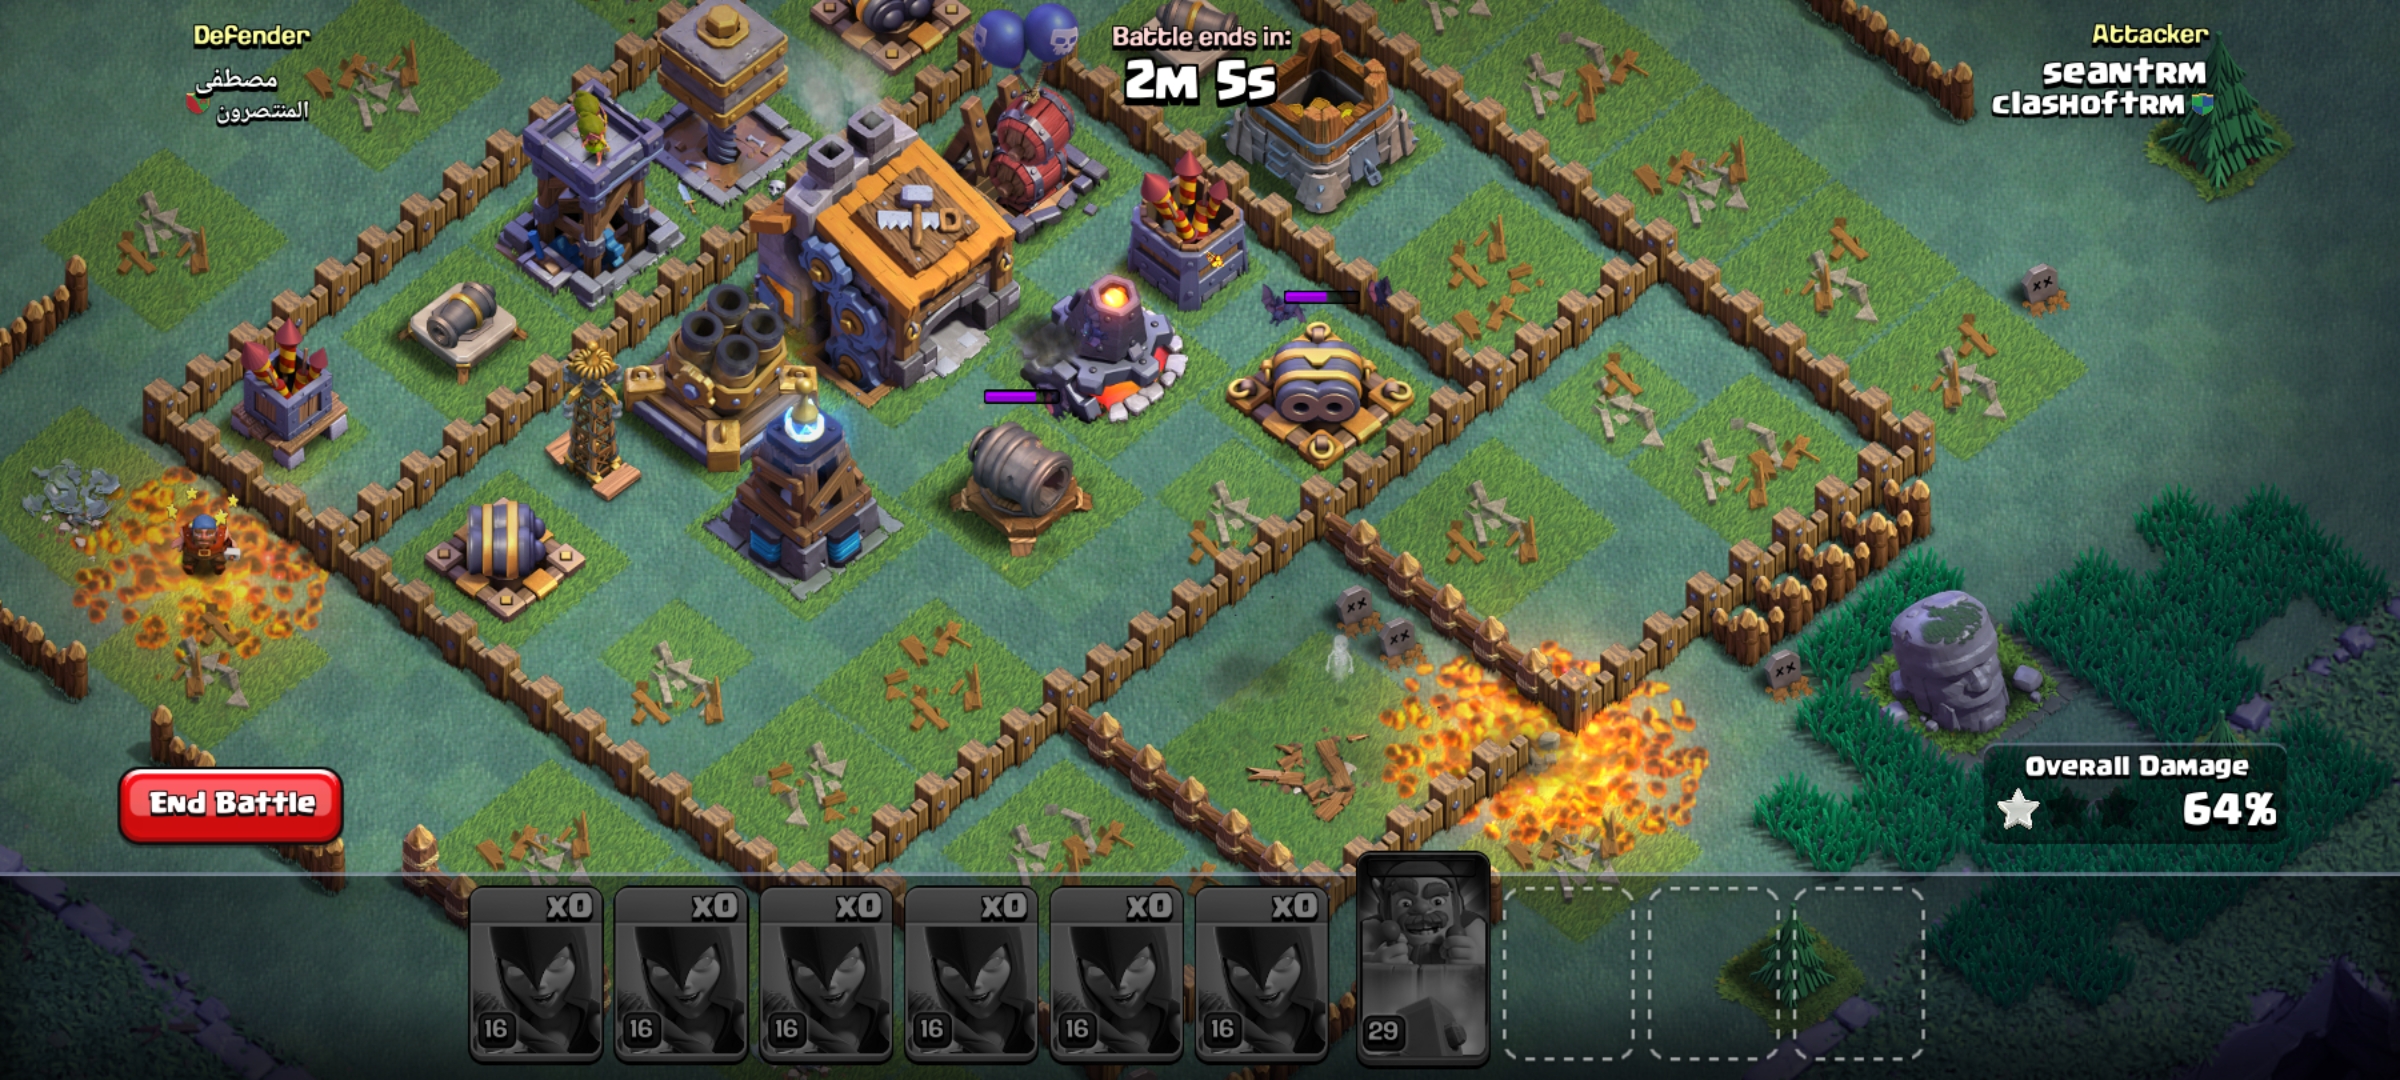 Defender
مصطفى
المنتصرون
Battle ends in:
2M 5S
Attacker
seantRM
clashoftRM
End Battle
Overall Damage
64%
x0 x0 x0 x0 x0 x0
16 16 16 16 16 16 29